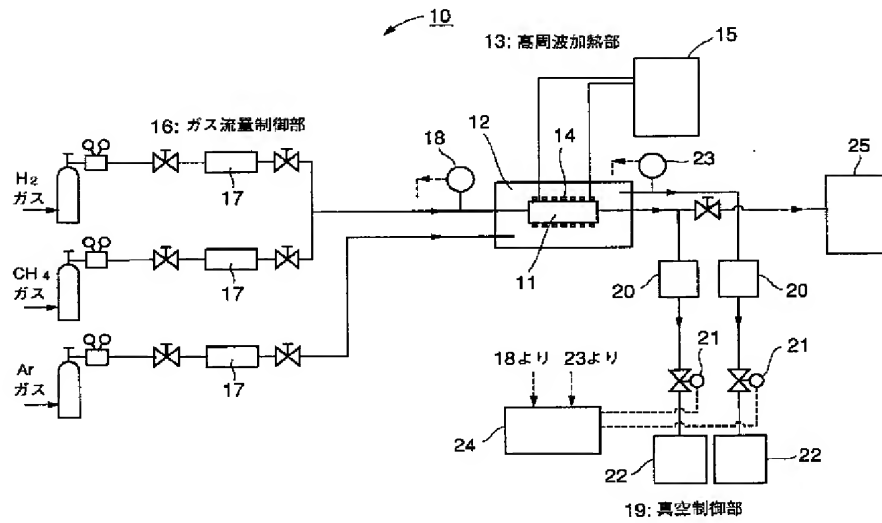 10
13: 高周波加熱部
15
16: ガス流量制御部
12
14
18
23
25
H2
ガス
17
11
CH4
ガス
17
20
20
Ar
ガス
17
18より
23より
21
21
24
22
22
19: 真空制御部